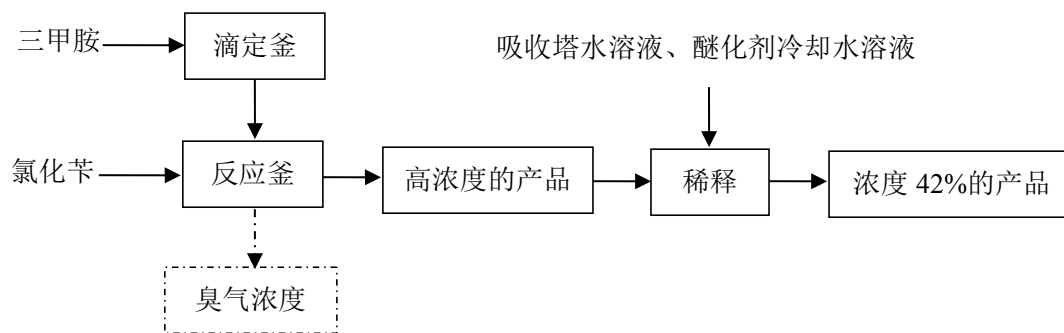 三甲胺
滴定釜
吸收塔水溶液、醚化剂冷却水溶液
氯化苄
反应釜
高浓度的产品
稀释
浓度 42%的产品
臭气浓度